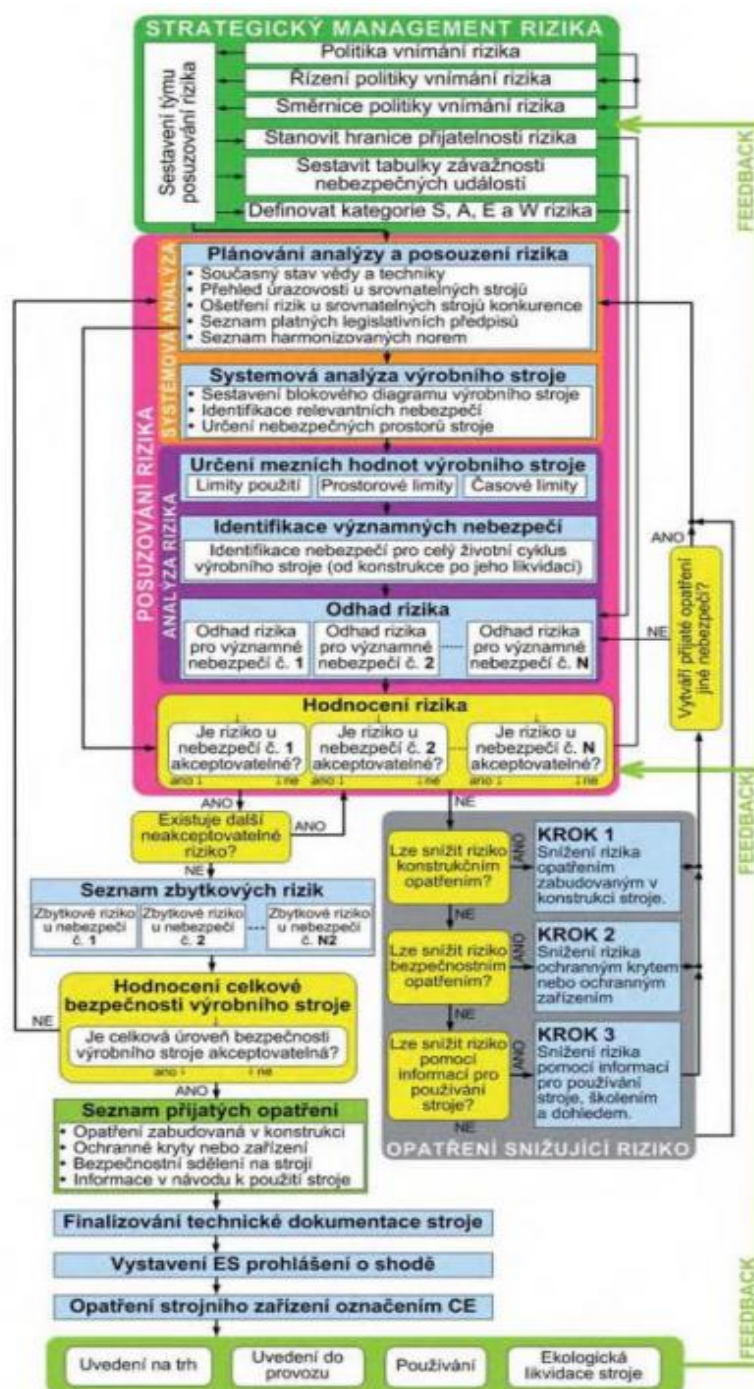 STRATEGICKÝ MANAGEMENT RIZIKA
Sestavení týmu
posuzování rizika
Politika vnímání rizika
Řízení politiky vnímání rizika
Směrnice politiky vnímání rizika
Stanovit hranice přijatelnosti rizika
Sestavit tabulky závažnosti
nebezpečných událostí
Definovat kategorie S, A, E a W rizika
FEEDBACK
POSUZOVÁNÍ RIZIKA
SYSTÉMOVÁ ANALÝZA
Plánování analýzy a posouzení rizika
• Současný stav vědy a techniky
• Přehled úrazovosti u srovnatelných strojů
• Ošetření rizik u srovnatelných strojů konkurence
• Seznam platných legislativních předpisů
• Seznam harmonizovaných norem
Systemová analýza výrobního stroje
• Sestavení blokového diagramu výrobního stroje
• Identifikace relevantních nebezpečí
• Určení nebezpečných prostorů stroje
ANALÝZA RIZIKA
Určení mezních hodnot výrobního stroje
Limity použití
Prostorové limity
Časové limity
Identifikace významných nebezpečí
Identifikace nebezpečí pro celý životní cyklus
výrobního stroje (od konstrukce po jeho likvidaci)
Odhad rizika
Odhad rizika
pro významné
nebezpečí č. 1
Odhad rizika
pro významné
nebezpečí č. 2
Odhad rizika
pro významné
nebezpečí č. N
Hodnocení rizika
Je riziko u
nebezpečí č. 1
akceptovatelné?
ano ne
Je riziko u
nebezpečí č. 2
akceptovatelné?
ano ne
Je riziko u
nebezpečí č. N
akceptovatelné?
ano ne
ANO
NE
Vytváří přijaté opatření
jiné nebezpečí?
FEEDBACK
ANO
Existuje další
neakceptovatelné
riziko?
ANO
NE
Seznam zbytkových rizik
Zbytkové riziko
u nebezpečí
č. 1
Zbytkové riziko
u nebezpečí
č. 2
Zbytkové riziko
u nebezpečí
č. N2
Hodnocení celkové
bezpečnosti výrobního stroje
Je celková úroveň bezpečnosti
výrobního stroje akceptovatelná?
ano ne
NE
ANO
NE
Lze snížit riziko
konstrukčním
opatřením?
ANO
KROK 1
Snížení rizika
opatřením
zabudovaným v
konstrukci stroje.
NE
Lze snížit riziko
bezpečnostním
opatřením?
ANO
KROK 2
Snížení rizika
ochranným krytem
nebo ochranným
zařízením
NE
Lze snížit riziko
pomocí
informací pro
používání
stroje?
ANO
KROK 3
Snížení rizika
pomocí informací
pro používání
stroje, školením
a dohledem.
NE
OPATŘENÍ SNIŽUJÍCÍ RIZIKO
Seznam přijatých opatření
• Opatření zabudovaná v konstrukci
• Ochranné kryty nebo zařízení
• Bezpečnostní sdělení na stroji
• Informace v návodu k použití stroje
Finalizování technické dokumentace stroje
Vystavení ES prohlášení o shodě
Opatření strojního zařízení označením CE
Uvedení na trh
Uvedení do
provozu
Používání
Ekologická
likvidace stroje
FEEDBACK